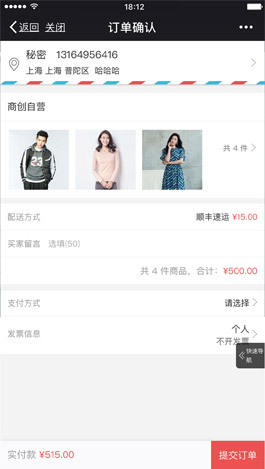 18:12
返回 关闭 订单确认
秘密 13164956416
上海 上海 普陀区 哈哈哈
商创自营
23
共 4 件
配送方式 顺丰速运 ¥15.00
买家留言 选填(50)
共 4 件商品，合计： ¥500.00
支付方式 请选择
发票信息 个人
不开发票
快速导
航
实付款 ¥515.00 提交订单